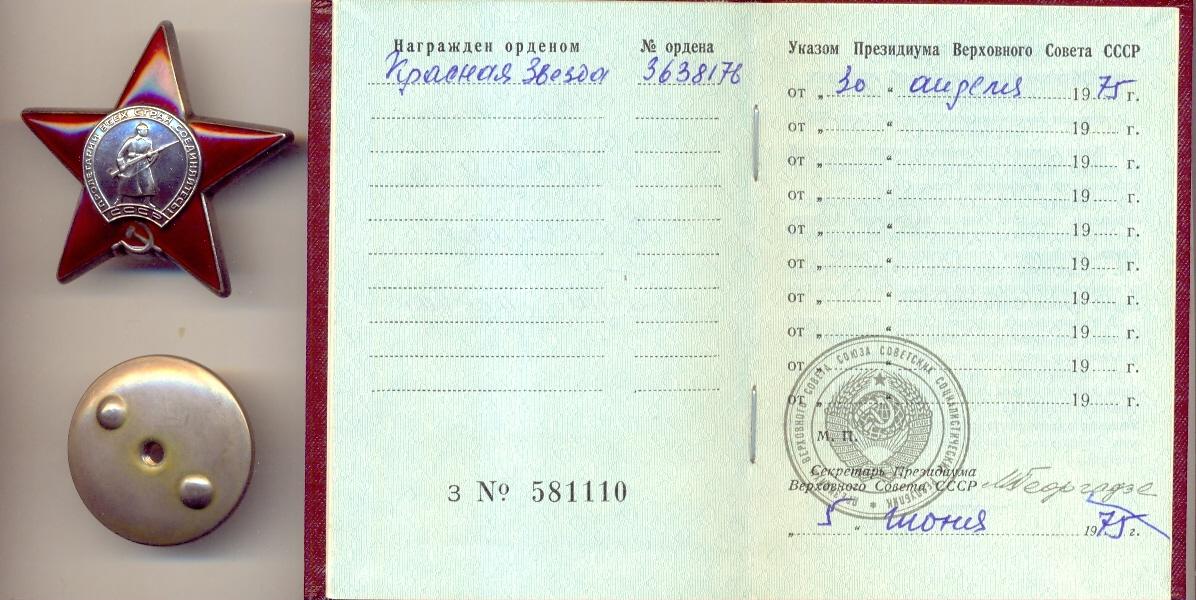 ПРОЛЕТАРИИ ВСЕХ СТРАН СОЕДИНЯЙТЕСЬ!
СССР
Награжден орденом № ордена
Красная Звезда 3638176
З № 581110
Указом Президиума Верховного Совета СССР
от „ 30 “ апреля 1975 г.
от „ “ 19 г.
от „ “ 19 г.
от „ “ 19 г.
от „ “ 19 г.
от „ “ 19 г.
от „ “ 19 г.
от „ “ 19 г.
от „ “ 19 г.
от „ “ 19 г.
ВЕРХОВНОГО СОВЕТА СОЮЗА СОВЕТСКИХ СОЦИАЛИСТИЧЕСКИХ РЕСПУБЛИК
М. П.
Секретарь Президиума
Верховного Совета СССР МГеоргадзе
„ 5 “ июня 1975 г.